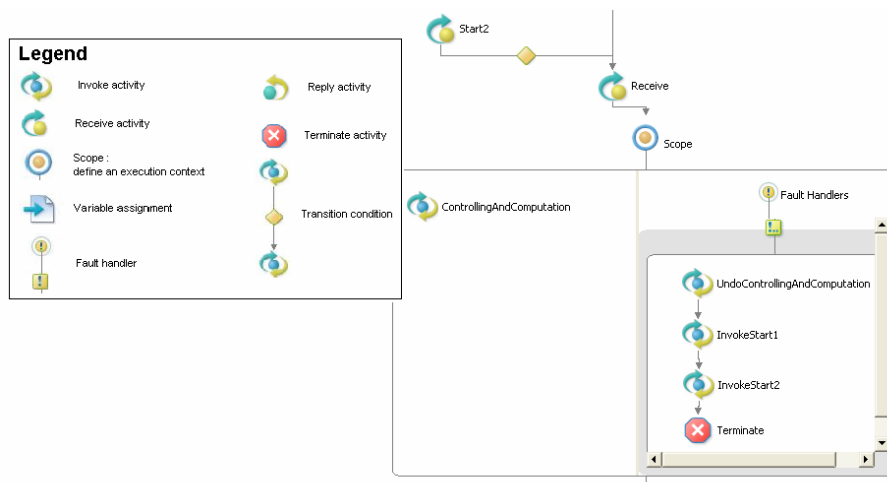 Legend
Invoke activity
Reply activity
Receive activity
Terminate activity
Scope :
define an execution context
Variable assignment
Transition condition
Fault handler
Start2
Receive
Scope
ControllingAndComputation
Fault Handlers
UndoControllingAndComputation
InvokeStart1
InvokeStart2
Terminate